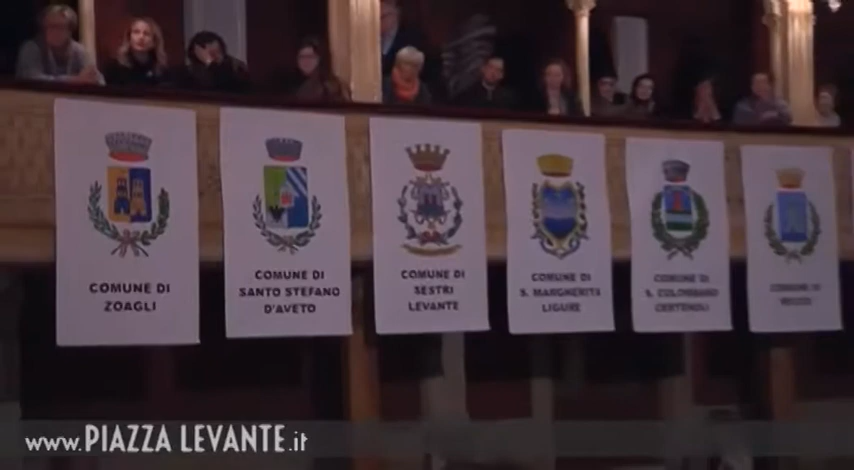 COMUNE DI
ZOAGLI
COMUNE DI
SANTO STEFANO
D'AVETO
COMUNE DI
SESTRI
LEVANTE
COMUNE DI
S. MARGHERITA
LIGURE
COMUNE DI
S. COLOMBANO
CERTENOLI
COMUNE DI
www.PIAZZA LEVANTE.it